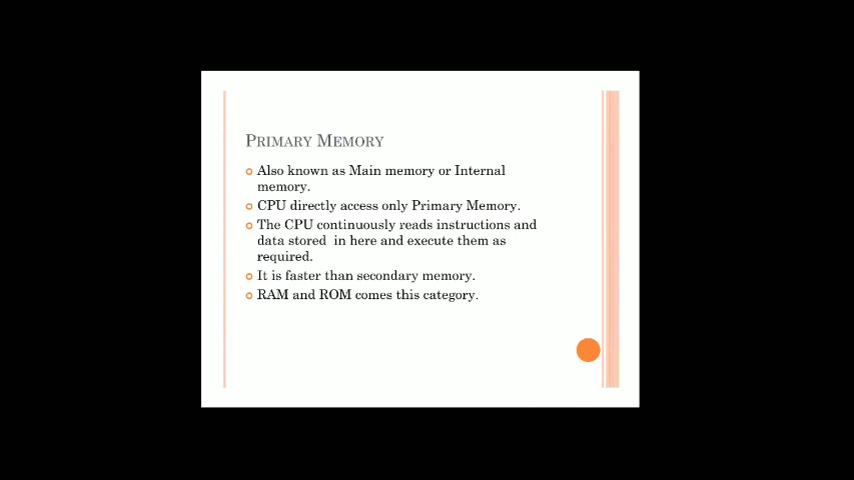 PRIMARY MEMORY
Also known as Main memory or Internal
memory.
CPU directly access only Primary Memory.
The CPU continuously reads instructions and
data stored in here and execute them as
required.
It is faster than secondary memory.
RAM and ROM comes this category.